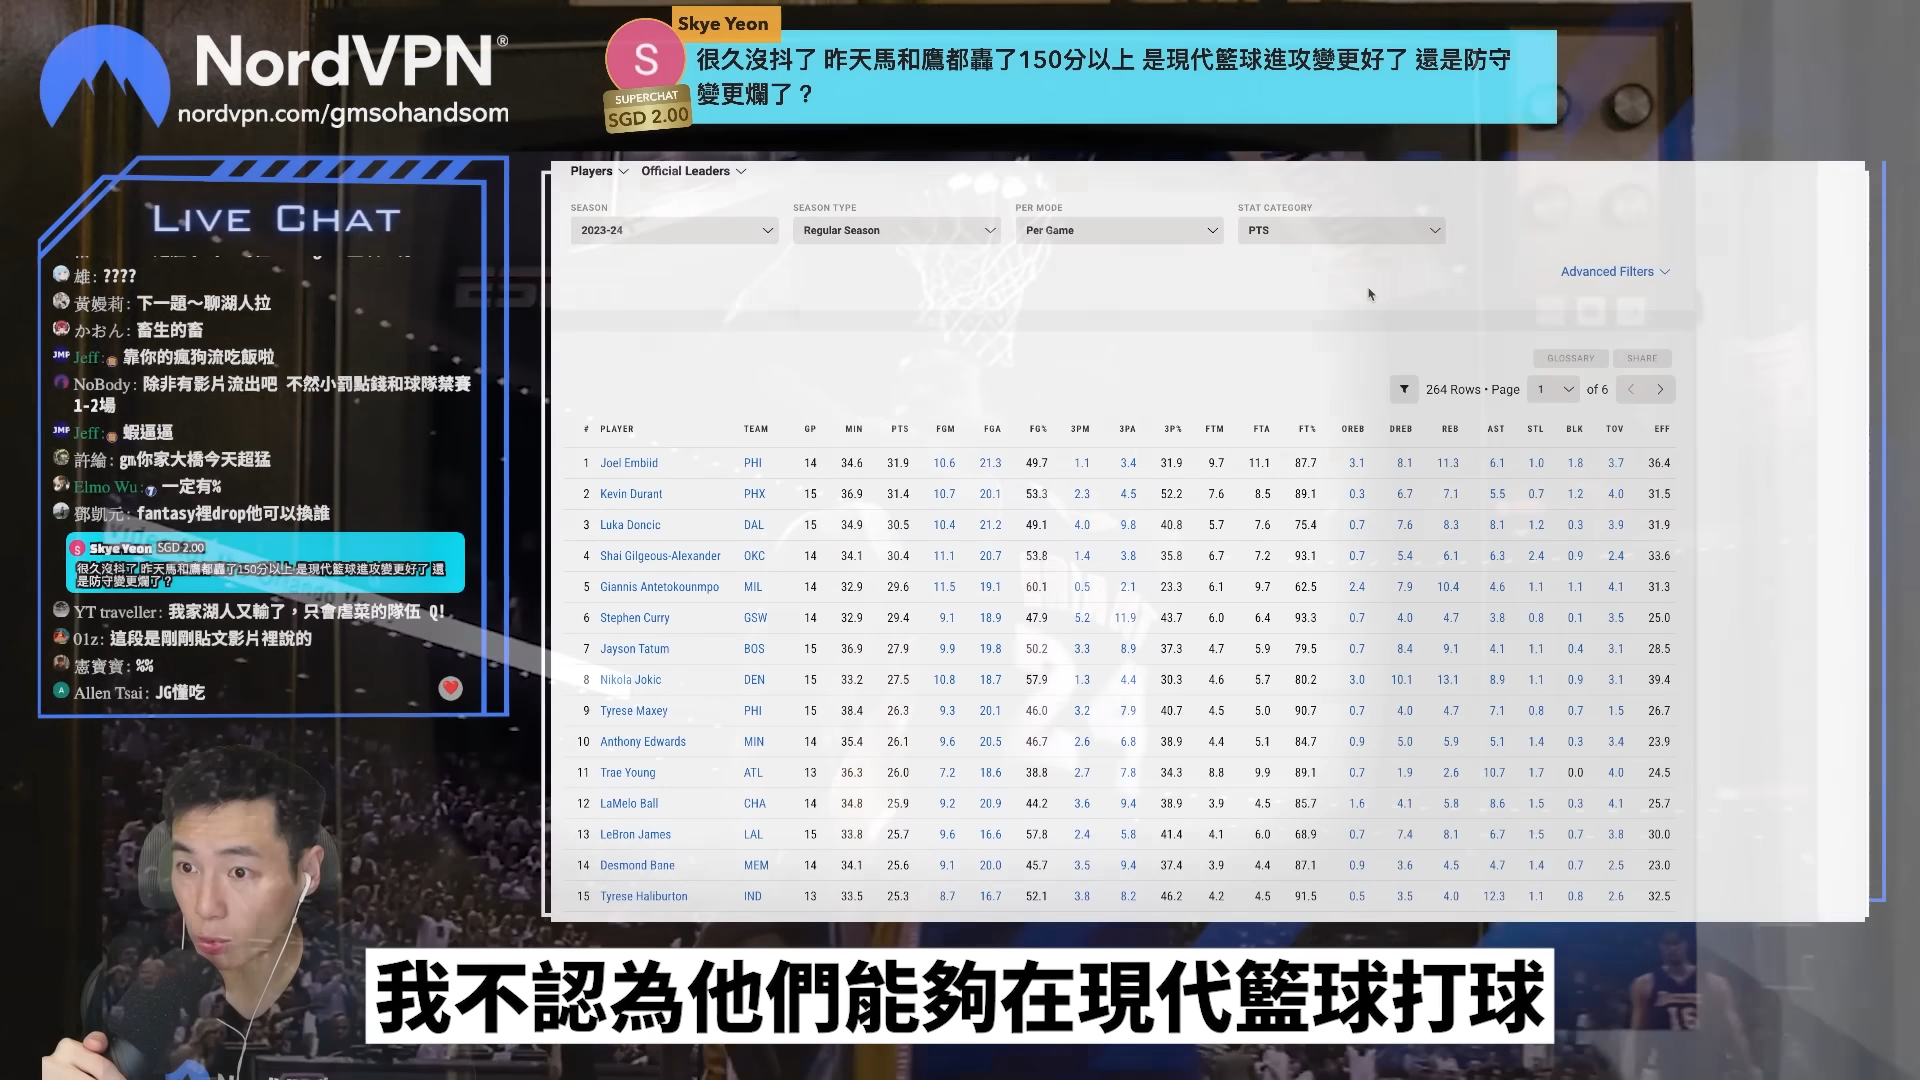 NordVPN®
nordvpn.com/gmsohandsom
Skye Yeon
S
SUPERCHAT
SGD 2.00
很久沒抖了 昨天馬和鷹都轟了150分以上 是現代籃球進攻變更好了 還是防守
變更爛了？
LIVE CHAT
雄: ????
黃嫚莉: 下一題～聊湖人拉
かおん: 畜生的畜
JMP Jeff: 靠你的瘋狗流吃飯啦
NoBody: 除非有影片流出吧 不然小罰點錢和球隊禁賽
1-2場
JMP Jeff: 蝦逼逼
許綸: gm你家大橋今天超猛
Elmo Wu: 一定有%
鄧凱元: fantasy裡drop他可以換誰
S Skye Yeon SGD 2.00
很久沒抖了 昨天馬和鷹都轟了150分以上 是現代籃球進攻變更好了 還
是防守變更爛了？
YT traveller: 我家湖人又輸了，只會虐菜的隊伍 Q!
01z: 這段是剛剛貼文影片裡說的
憲寶寶: %%
A Allen Tsai: JG懂吃
Players Official Leaders
SEASON SEASON TYPE PER MODE STAT CATEGORY
2023-24 Regular Season Per Game PTS
Advanced Filters
GLOSSARY SHARE
264 Rows • Page 1 of 6
# PLAYER TEAM GP MIN PTS FGM FGA FG% 3PM 3PA 3P% FTM FTA FT% OREB DREB REB AST STL BLK TOV EFF
1 Joel Embiid PHI 14 34.6 31.9 10.6 21.3 49.7 1.1 3.4 31.9 9.7 11.1 87.7 3.1 8.1 11.3 6.1 1.0 1.8 3.7 36.4
2 Kevin Durant PHX 15 36.9 31.4 10.7 20.1 53.3 2.3 4.5 52.2 7.6 8.5 89.1 0.3 6.7 7.1 5.5 0.7 1.2 4.0 31.5
3 Luka Doncic DAL 15 34.9 30.5 10.4 21.2 49.1 4.0 9.8 40.8 5.7 7.6 75.4 0.7 7.6 8.3 8.1 1.2 0.3 3.9 31.9
4 Shai Gilgeous-Alexander OKC 14 34.1 30.4 11.1 20.7 53.8 1.4 3.8 35.8 6.7 7.2 93.1 0.7 5.4 6.1 6.3 2.4 0.9 2.4 33.6
5 Giannis Antetokounmpo MIL 14 32.9 29.6 11.5 19.1 60.1 0.5 2.1 23.3 6.1 9.7 62.5 2.4 7.9 10.4 4.6 1.1 1.1 4.1 31.3
6 Stephen Curry GSW 14 32.9 29.4 9.1 18.9 47.9 5.2 11.9 43.7 6.0 6.4 93.3 0.7 4.0 4.7 3.8 0.8 0.1 3.5 25.0
7 Jayson Tatum BOS 15 36.9 27.9 9.9 19.8 50.2 3.3 8.9 37.3 4.7 5.9 79.5 0.7 8.4 9.1 4.1 1.1 0.4 3.1 28.5
8 Nikola Jokic DEN 15 33.2 27.5 10.8 18.7 57.9 1.3 4.4 30.3 4.6 5.7 80.2 3.0 10.1 13.1 8.9 1.1 0.9 3.1 39.4
9 Tyrese Maxey PHI 15 38.4 26.3 9.3 20.1 46.0 3.2 7.9 40.7 4.5 5.0 90.7 0.7 4.0 4.7 7.1 0.8 0.7 1.5 26.7
10 Anthony Edwards MIN 14 35.4 26.1 9.6 20.5 46.7 2.6 6.8 38.9 4.4 5.1 84.7 0.9 5.0 5.9 5.1 1.4 0.3 3.4 23.9
11 Trae Young ATL 13 36.3 26.0 7.2 18.6 38.8 2.7 7.8 34.3 8.8 9.9 89.1 0.7 1.9 2.6 10.7 1.7 0.0 4.0 24.5
12 LaMelo Ball CHA 14 34.8 25.9 9.2 20.9 44.2 3.6 9.4 38.9 3.9 4.5 85.7 1.6 4.1 5.8 8.6 1.5 0.3 4.1 25.7
13 LeBron James LAL 15 33.8 25.7 9.6 16.6 57.8 2.4 5.8 41.4 4.1 6.0 68.9 0.7 7.4 8.1 6.7 1.5 0.7 3.8 30.0
14 Desmond Bane MEM 14 34.1 25.6 9.1 20.0 45.7 3.5 9.4 37.4 3.9 4.4 87.1 0.9 3.6 4.5 4.7 1.4 0.7 2.5 23.0
15 Tyrese Haliburton IND 13 33.5 25.3 8.7 16.7 52.1 3.8 8.2 46.2 4.2 4.5 91.5 0.5 3.5 4.0 12.3 1.1 0.8 2.6 32.5
我不認為他們能夠在現代籃球打球